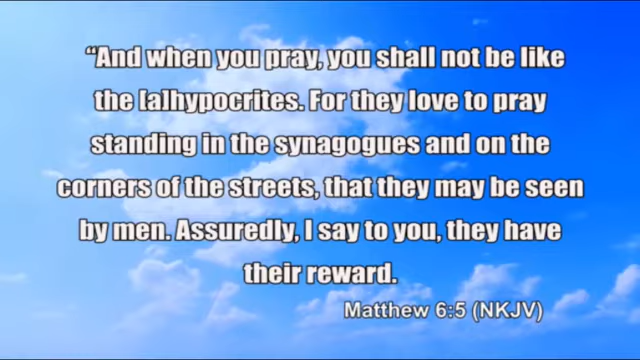 “And when you pray, you shall not be like
the [a]hypocrites. For they love to pray
standing in the synagogues and on the
corners of the streets, that they may be seen
by men. Assuredly, I say to you, they have
their reward.
Matthew 6:5 (NKJV)